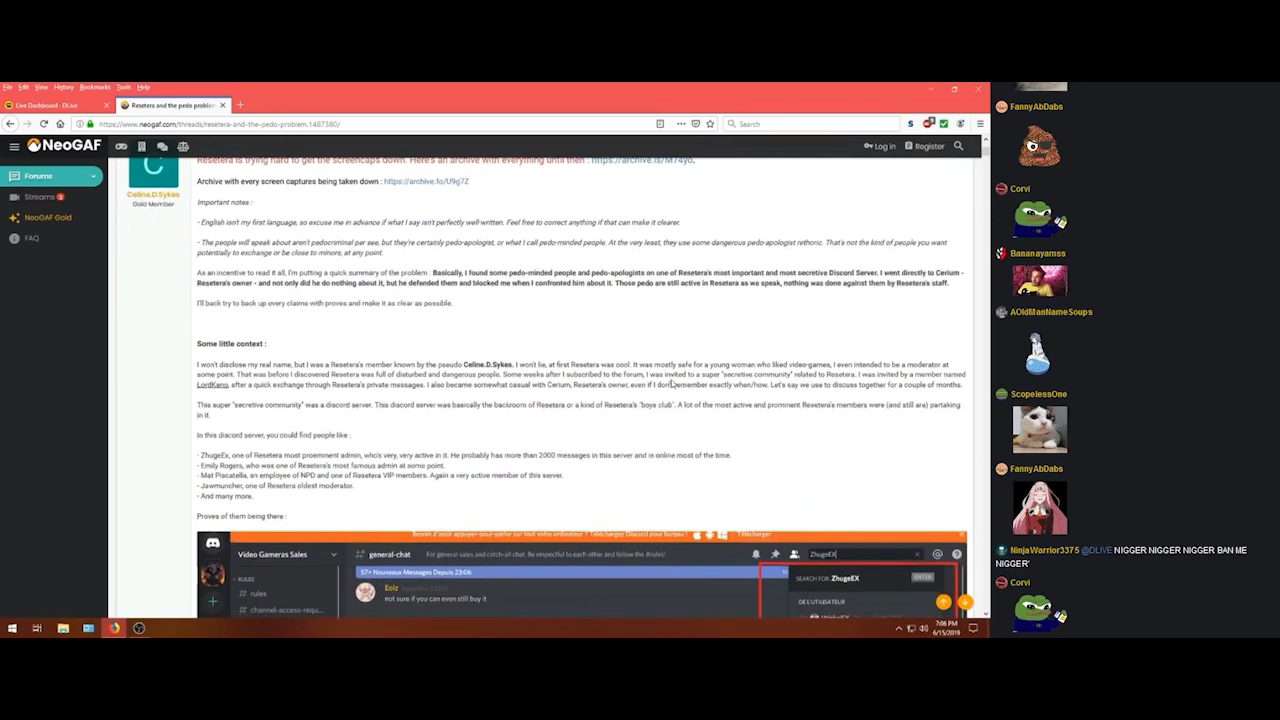 File Edit View History Bookmarks Tools Help
Live Dashboard - DLive
Resetera and the pedo problem
https://www.neogaf.com/threads/resetera-and-the-pedo-problem.1487380/
Search
NeoGAF
Log in
Register
Forums
Streams
NeoGAF Gold
FAQ
C
Celine.D.Sykes
Gold Member
Resetera is trying hard to get the screencaps down. Here's an archive with everything until then : https://archive.is/M74yo.
Archive with every screen captures being taken down : https://archive.fo/U9g7Z
Important notes :
- English isn't my first language, so excuse me in advance if what I say isn't perfectly well-written. Feel free to correct anything if that can make it clearer.
- The people will speak about aren't pedocriminal per see, but they're certainly pedo-apologist, or what I call pedo-minded people. At the very least, they use some dangerous pedo-apologist rethoric. That's not the kind of people you want
potentially to exchange or be close to minors, at any point.
As an incentive to read it all, I'm putting a quick summary of the problem : Basically, I found some pedo-minded people and pedo-apologists on one of Resetera's most important and most secretive Discord Server. I went directly to Cerium -
Resetera's owner - and not only did he do nothing about it, but he defended them and blocked me when I confronted him about it. Those pedo are still active in Resetera as we speak, nothing was done against them by Resetera's staff.
I'll back try to back up every claims with proves and make it as clear as possible.
Some little context :
I won't disclose my real name, but I was a Resetera's member known by the pseudo Celine.D.Sykes. I won't lie, at first Resetera was cool. It was mostly safe for a young woman who liked video-games, I even intended to be a moderator at
some point. That was before I discovered Resetera was full of disturbed and dangerous people. Some weeks after I subscribed to the forum, I was invited to a super "secretive community" related to Resetera. I was invited by a moderator named
LordKano, after a quick exchange through Resetera's private messages. I also became somewhat casual with Cerium, Resetera's owner, even if I don't remember exactly when/how. Let's say we use to discuss together for a couple of months.
This super "secretive community" was a discord server. This discord server was basically the backroom of Resetera or a kind of Resetera's "boys club". A lot of the most active and prominent Resetera's members were (and still are) partaking
in it.
In this discord server, you could find people like :
- ZhugeEx, one of Resetera most proeminent admin, who's very, very active in it. He probably has more than 2000 messages in this server and is online most of the time.
- Emily Rogers, who was one of Resetera's most famous admin at some point.
- Mat Piscatella, an employee of NPD and one of Resetera VIP members. Again a very active member of this server.
- Jawmuncher, one of Resetera oldest moderator.
- And many more.
Proves of them being there :
Besoin d'aide pour appuyer-pour-parler sur tout votre ordinateur ? Téléchargez Discord pour bureau !
Télécharger
Video Gameras Sales
general-chat
For general sales and catch-all chat. Be respectful to each other and follow the #rules!
ZhugeEX
57+ Nouveaux Messages Depuis 23:06
SEARCH FOR: ZhugeEX
ENTER
RULES
Eolz
not sure if you can even still buy it
rules
DE L'UTILISATEUR
channel-access-requ...
7:06 PM
6/15/2019
FannyAbDabs
Corvi
Bananayamss
AOldManNameSoups
ScopelessOne
FannyAbDabs
NinjaWarrior3375 @DLIVE NIGGER NIGGER NIGGER BAN ME
NIGGER'
Corvi